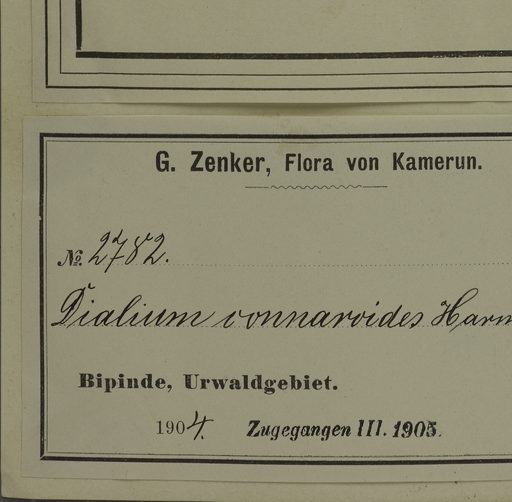 G. Zenker, Flora von Kamerun.
№ 2782.
Dialium connaroides Harm
Bipinde, Urwaldgebiet.
1904. Zugegangen III. 1905.